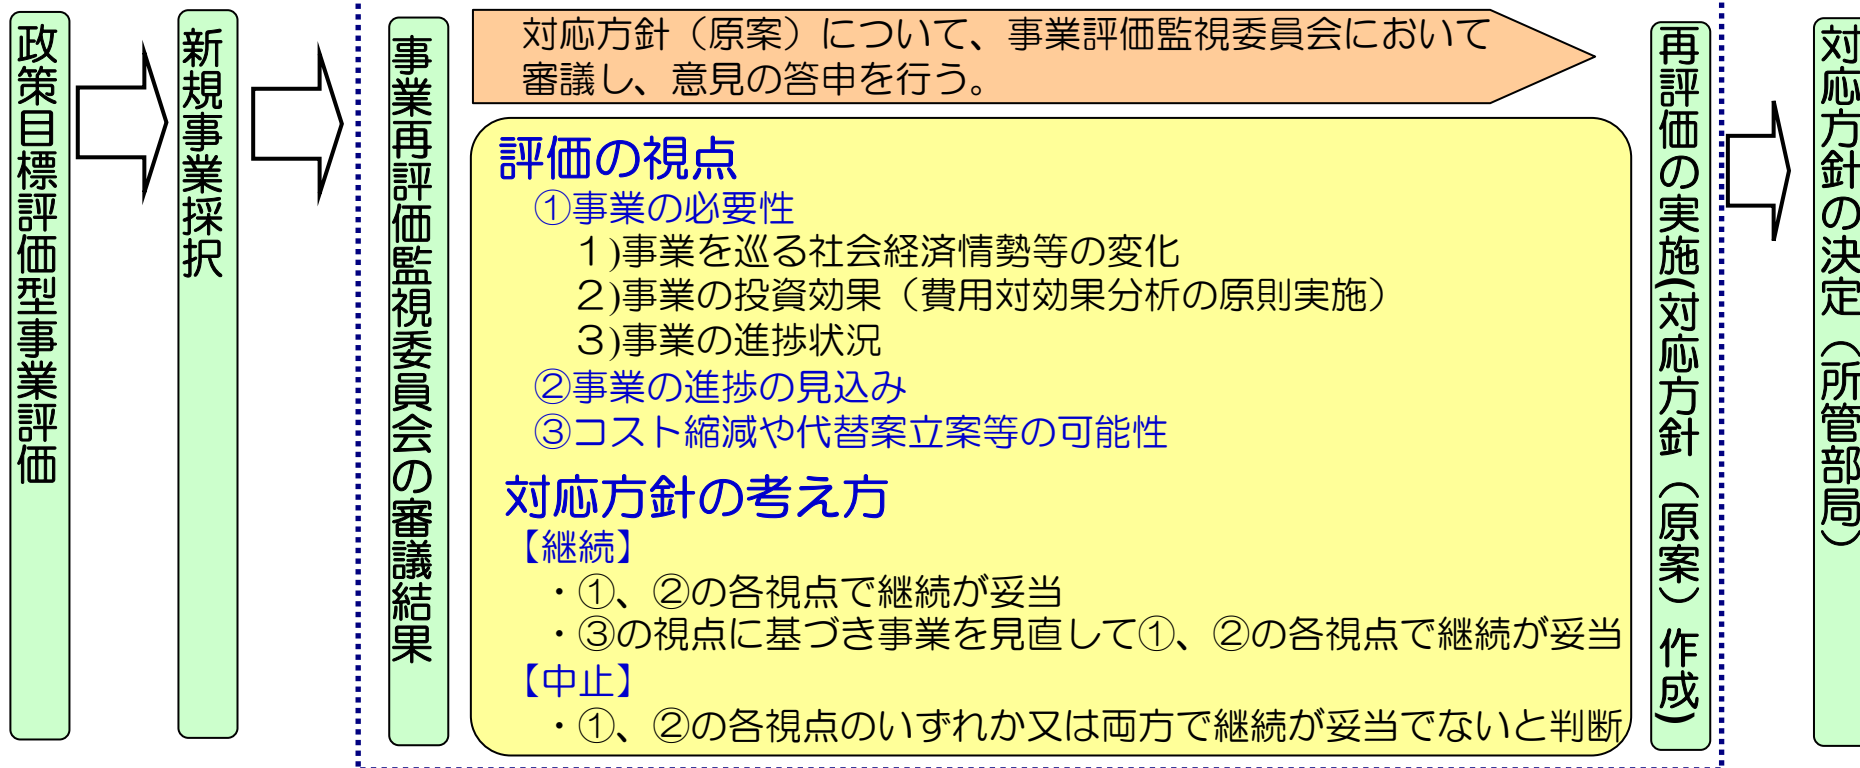 政策目標評価型事業評価
新規事業採択
事業再評価監視委員会の審議結果
対応方針（原案）について、事業評価監視委員会において
審議し、意見の答申を行う。
評価の視点
①事業の必要性
１)事業を巡る社会経済情勢等の変化
２)事業の投資効果（費用対効果分析の原則実施）
３)事業の進捗状況
②事業の進捗の見込み
③コスト縮減や代替案立案等の可能性
対応方針の考え方
【継続】
・①、②の各視点で継続が妥当
・③の視点に基づき事業を見直して①、②の各視点で継続が妥当
【中止】
・①、②の各視点のいずれか又は両方で継続が妥当でないと判断
再評価の実施(対応方針（原案）作成)
対応方針の決定（所管部局）